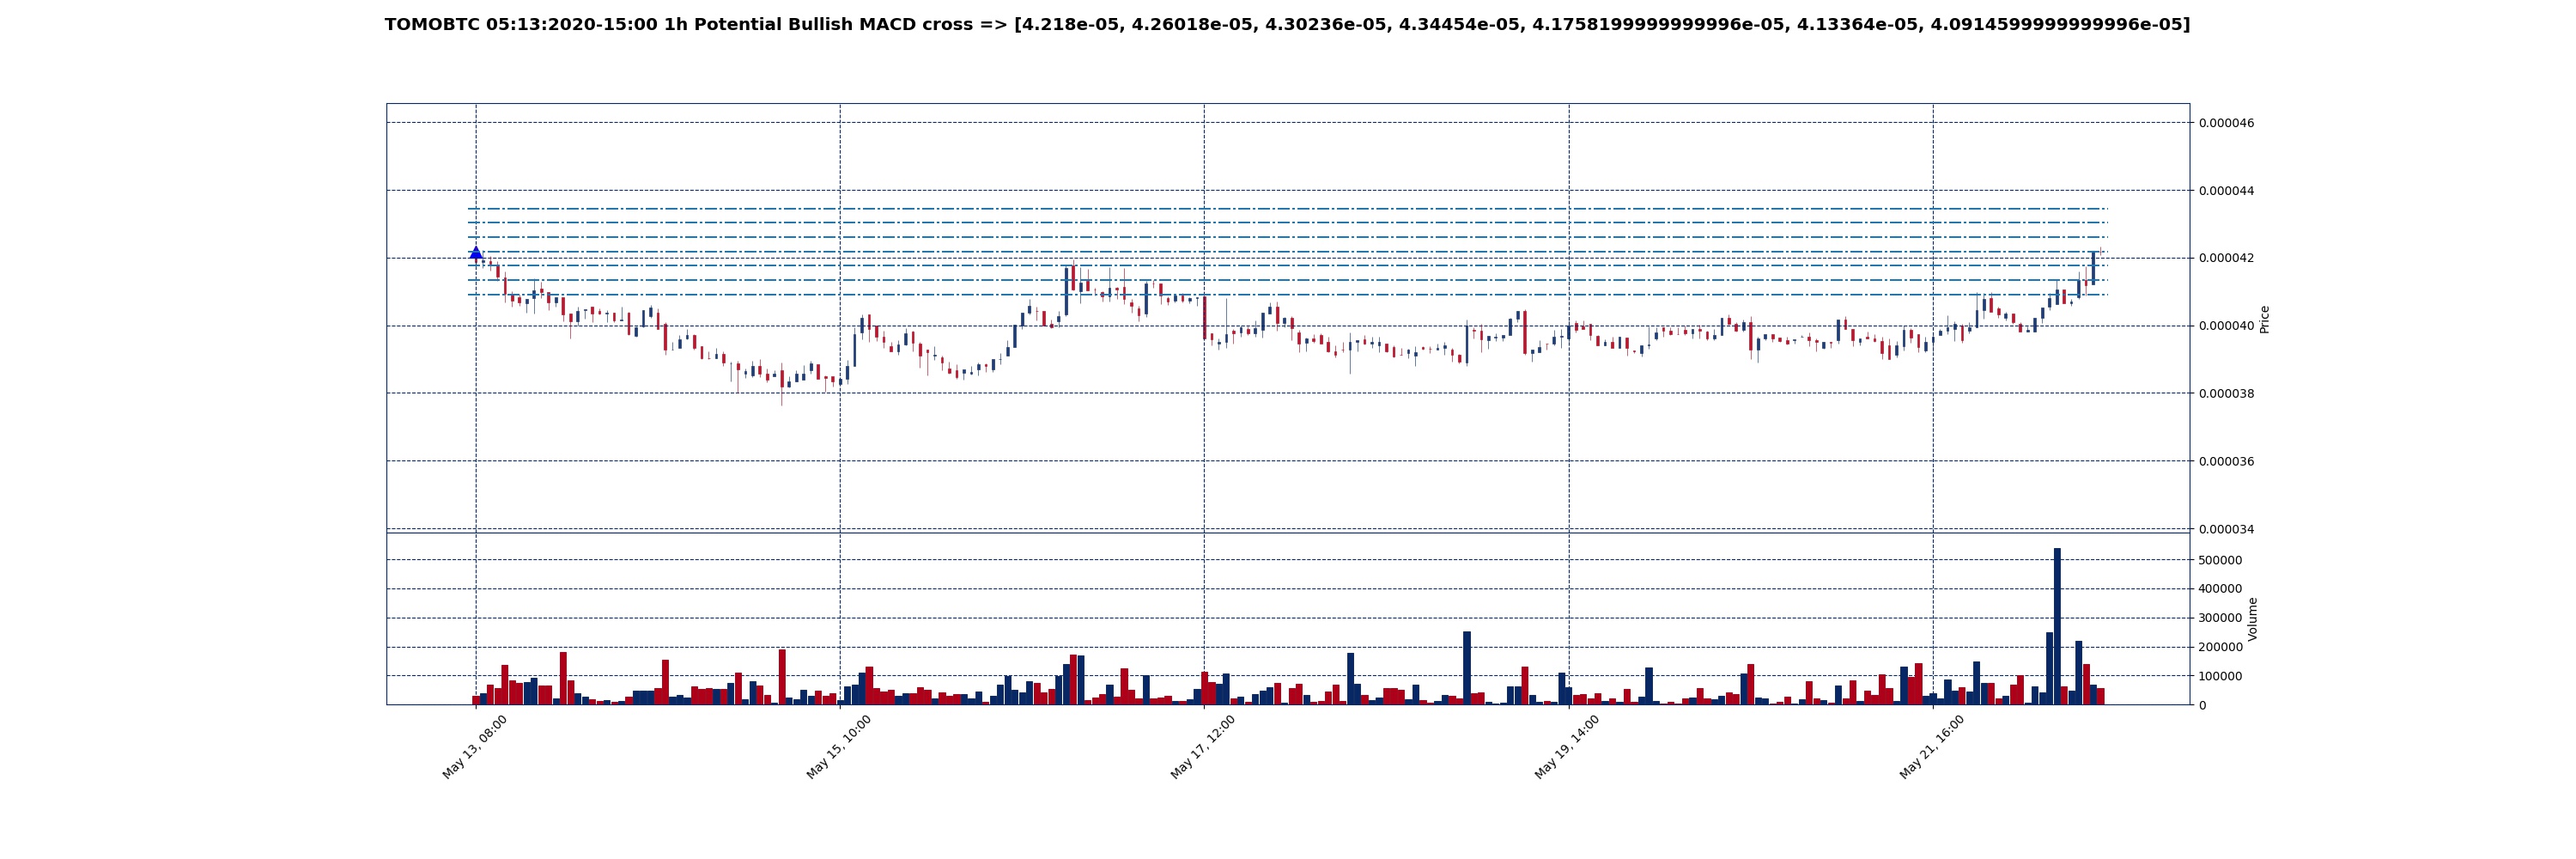 TOMOBTC 05:13:2020-15:00 1h Potential Bullish MACD cross => [4.218e-05, 4.26018e-05, 4.30236e-05, 4.34454e-05, 4.1758199999999996e-05, 4.13364e-05, 4.0914599999999996e-05]
0.000046
0.000044
0.000042
0.000040
0.000038
0.000036
0.000034
Price
500000
400000
300000
200000
100000
0
Volume
May 13, 08:00
May 15, 10:00
May 17, 12:00
May 19, 14:00
May 21, 16:00